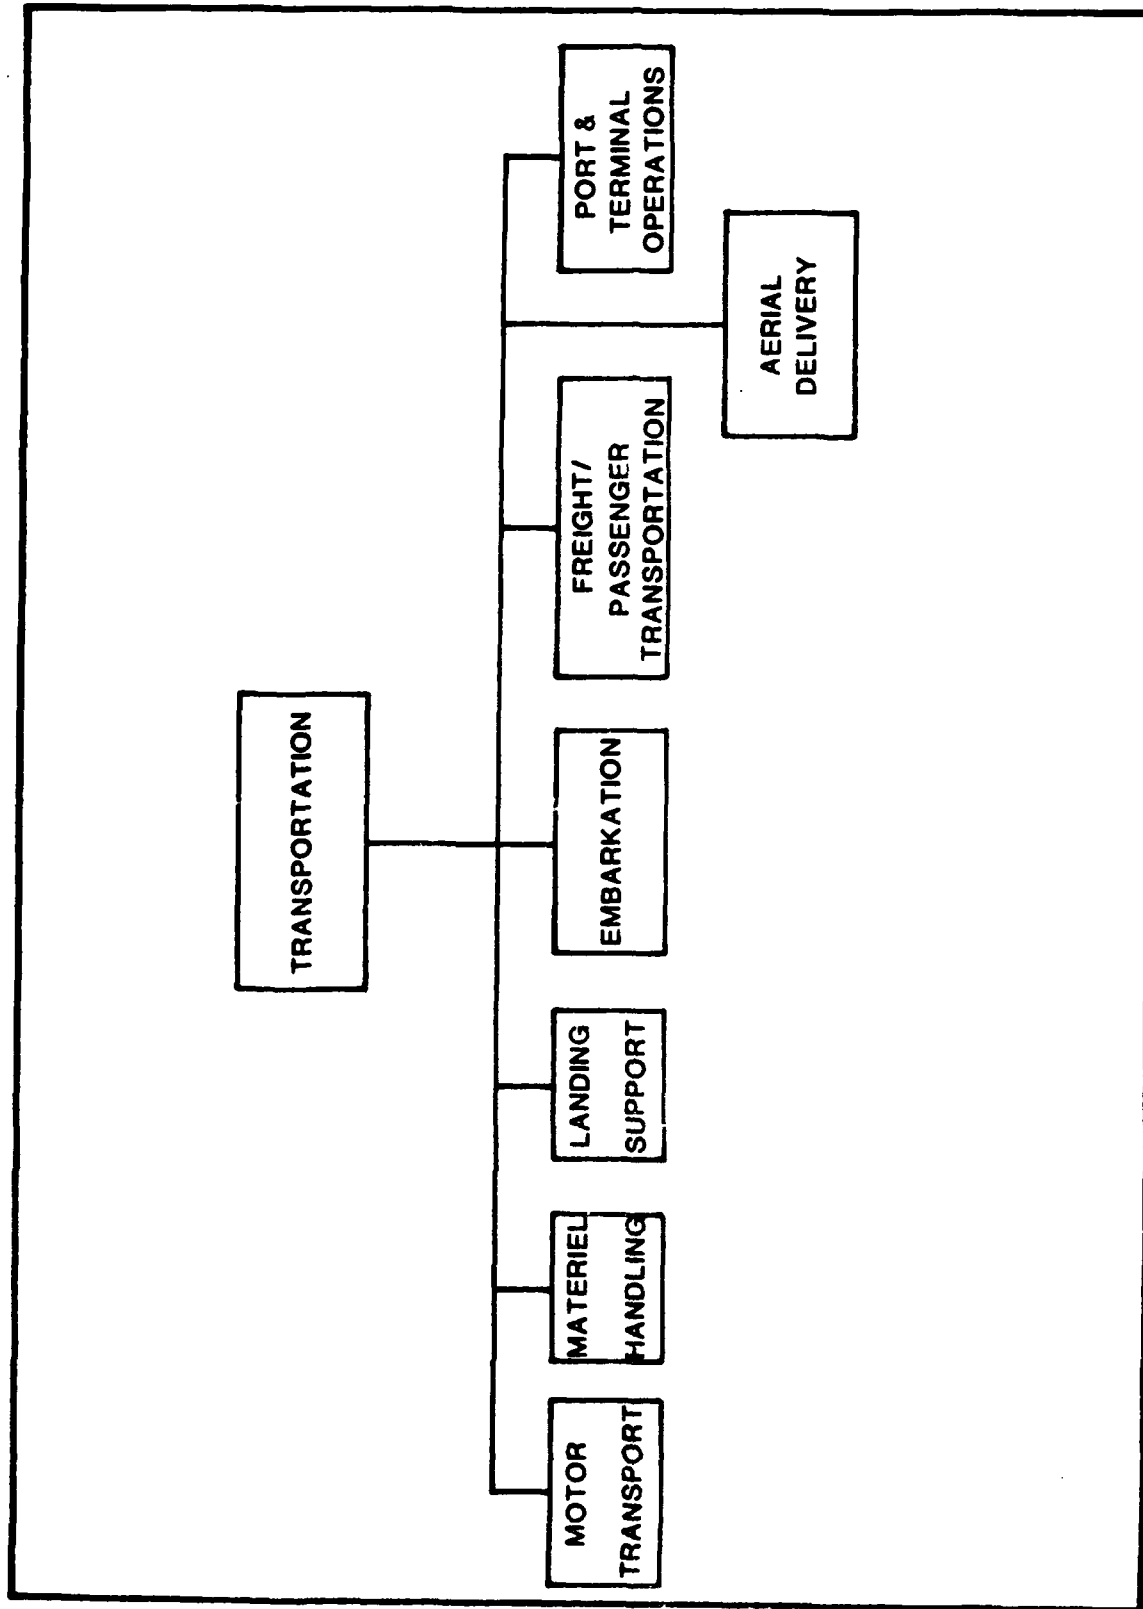 TRANSPORTATION
MOTOR
TRANSPORT
MATERIEL
HANDLING
LANDING
SUPPORT
EMBARKATION
FREIGHT/
PASSENGER
TRANSPORTATION
AERIAL
DELIVERY
PORT &
TERMINAL
OPERATIONS